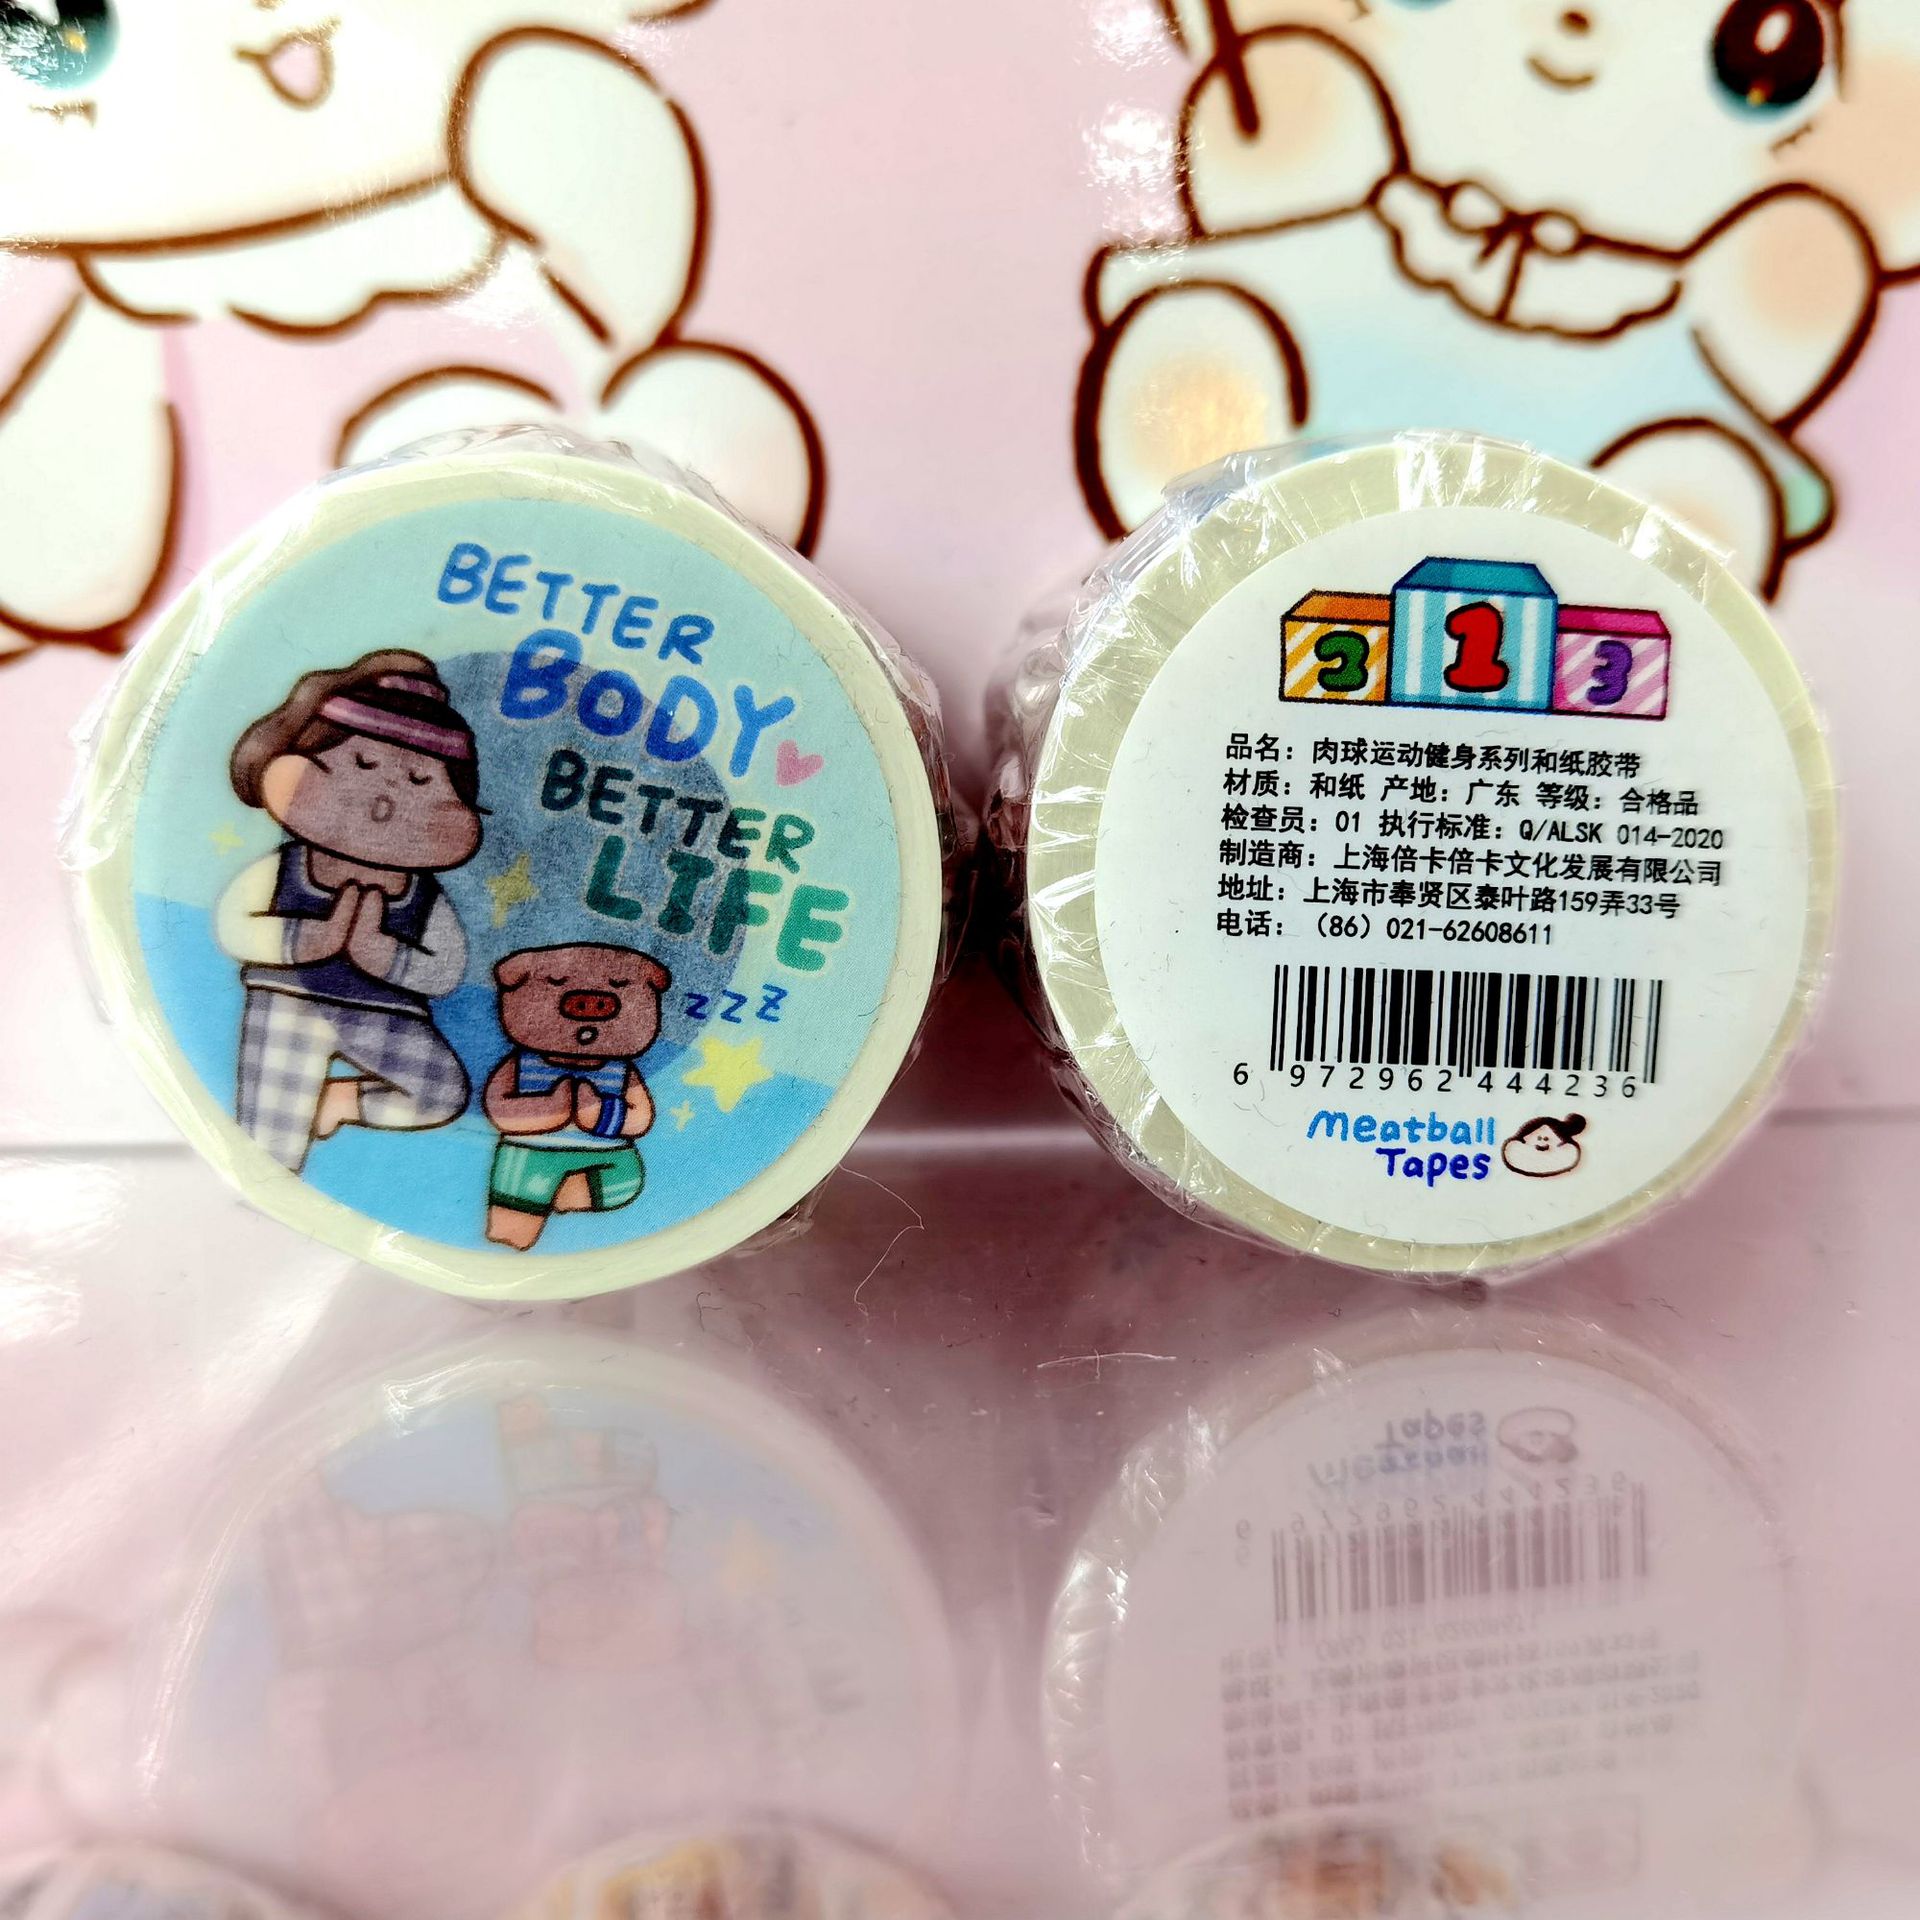 BETTER
BODY
BETTER
LIFE
zzz
3 1 3
品名：肉球运动健身系列和纸胶带
材质：和纸 产地：广东 等级：合格品
检查员：01 执行标准：Q/ALSK 014-2020
制造商：上海倍卡倍卡文化发展有限公司
地址：上海市奉贤区泰叶路159弄33号
电话：（86）021-62608611
6 972962 444236
Meatball
Tapes